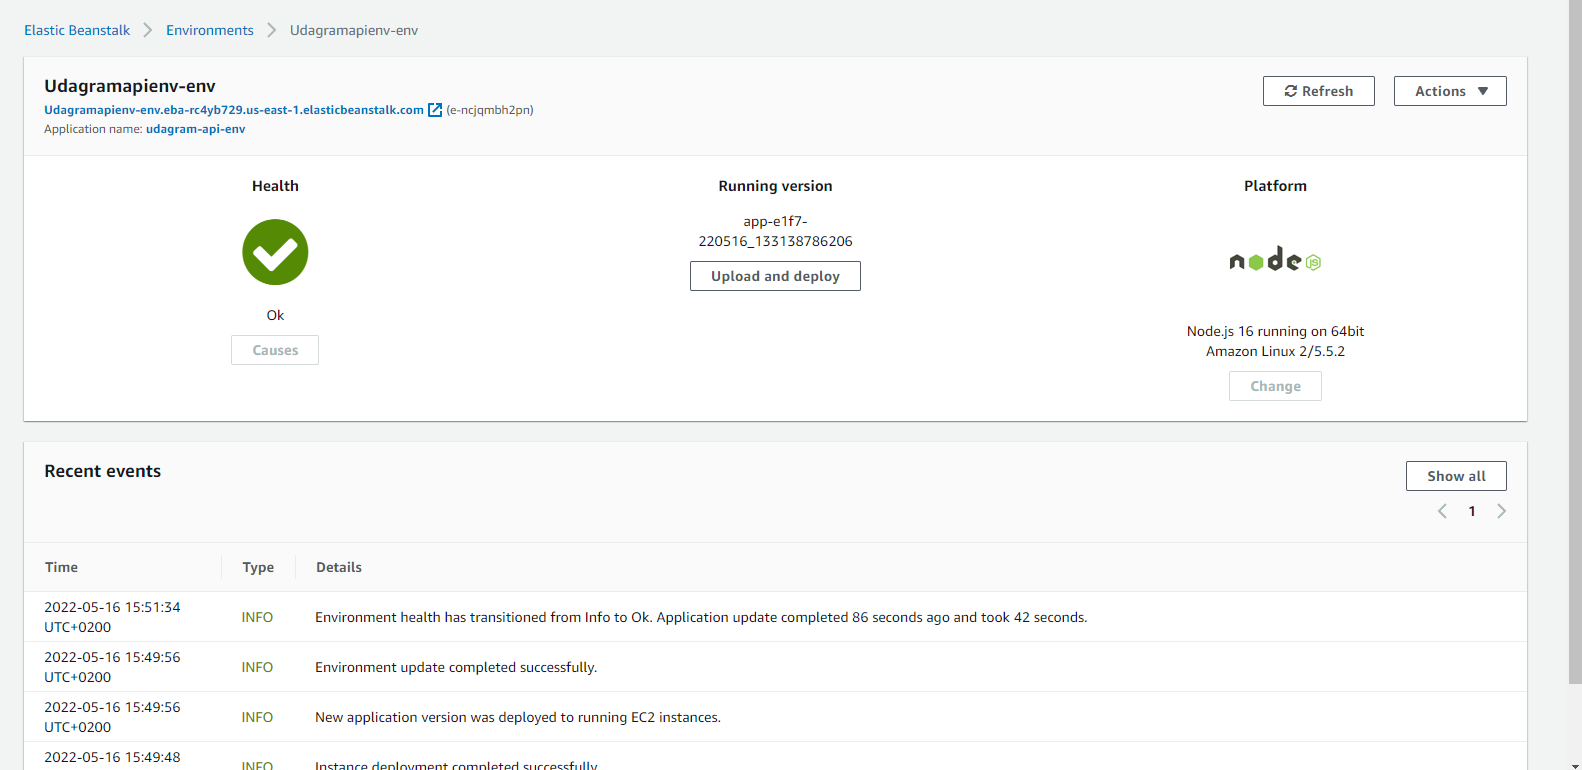 Elastic Beanstalk > Environments > Udagramapienv-env
Udagramapienv-env
Refresh
Actions ▼
Udagramapienv-env.eba-rc4yb729.us-east-1.elasticbeanstalk.com (e-ncjqmbh2pn)
Application name: udagram-api-env
Health
Ok
Causes
Running version
app-e1f7-
220516_133138786206
Upload and deploy
Platform
node
JS
Node.js 16 running on 64bit
Amazon Linux 2/5.5.2
Change
Recent events
Show all
< 1 >
Time Type Details
2022-05-16 15:51:34
UTC+0200
INFO
Environment health has transitioned from Info to Ok. Application update completed 86 seconds ago and took 42 seconds.
2022-05-16 15:49:56
UTC+0200
INFO
Environment update completed successfully.
2022-05-16 15:49:56
UTC+0200
INFO
New application version was deployed to running EC2 instances.
2022-05-16 15:49:48
INFO
Instance deployment completed successfully